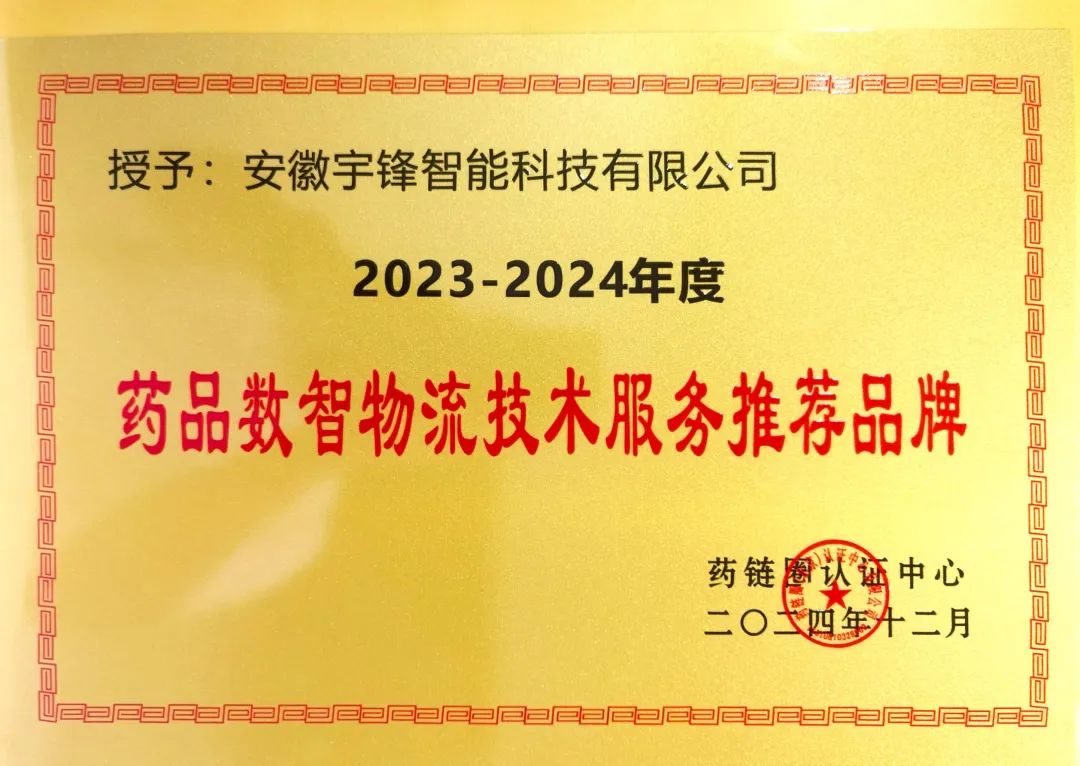 授予：安徽宇锋智能科技有限公司
2023-2024年度
药品数智物流技术服务推荐品牌
药链圈认证中心
二〇二四年十二月